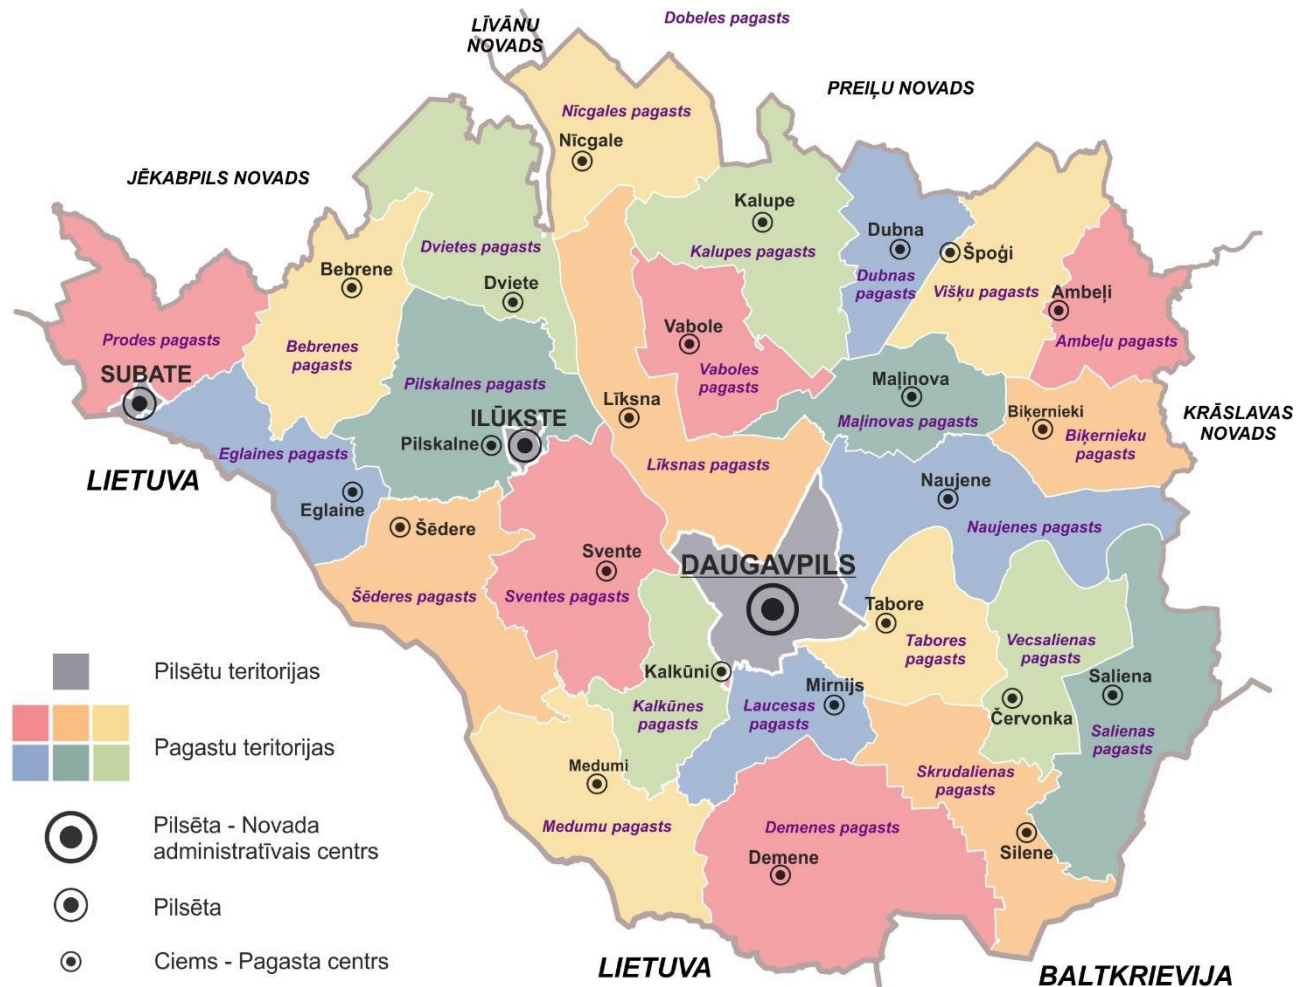 Dobeles pagasts
LĪVĀNU
NOVADS
PREIĻU NOVADS
Nīcgales pagasts
Nīcgale
JĒKABPILS NOVADS
Kalupe
Dubna
Kalupes pagasts
Dvietes pagasts
Špoģi
Bebrene
Dubnas
pagasts
Višķu pagasts
Ambeļi
Dviete
Vabole
Prodes pagasts
Bebrenes
pagasts
Ambeļu pagasts
SUBATE
Pilskalnes pagasts
Vaboles
pagasts
Maļinova
Līksna
ILŪKSTE
Biķernieki
KRĀSLAVAS
NOVADS
Maļinovas pagasts
Biķernieku
pagasts
Pilskalne
Eglaines pagasts
Līksnas pagasts
LIETUVA
Naujene
Eglaine
Šēdere
Naujenes pagasts
Svente
DAUGAVPILS
Šēderes pagasts
Sventes pagasts
Tabore
Tabores
pagasts
Vecsalienas
pagasts
Pilsētu teritorijas
Kalkūni
Mirnijs
Saliena
Kalkūnes
pagasts
Laucesas
pagasts
Červonka
Salienas
pagasts
Pagastu teritorijas
Medumi
Skrudalienas
pagasts
Pilsēta - Novada
administratīvais centrs
Medumu pagasts
Demenes pagasts
Demene
Silene
Pilsēta
Ciems - Pagasta centrs
LIETUVA
BALTKRIEVIJA